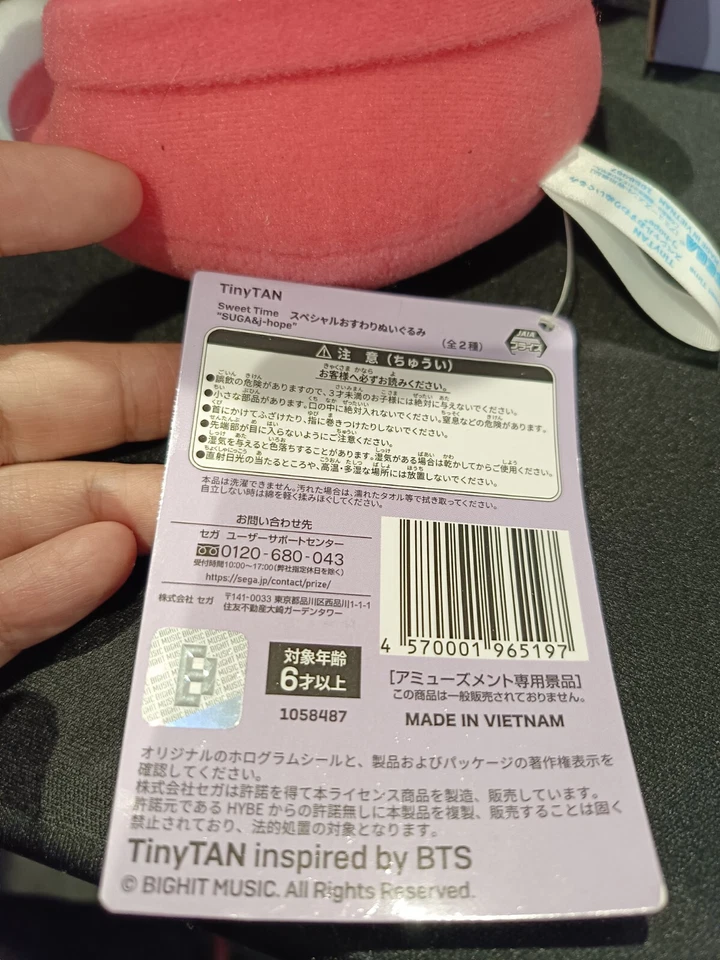 TinyTAN
Sweet Time スペシャルおすわりぬいぐるみ
"SUGA&j-hope"
(全2種)
JAIA
プライズ
注 意 (ちゅうい)
お客様へ必ずお読みください。
●誤飲の危険がありますので、3才未満のお子様には絶対に与えないでください。
●小さな部品があります。口の中に絶対入れないでください。窒息などの危険があります。
●首にかけてふざけたり、指に巻きつけたりしないでください。
●先端部が目に入らないようにご注意ください。
●湿気を与えると色落ちすることがあります。湿気がある場合は乾かしてからご使用ください。
●直射日光の当たるところや、高温・多湿な場所には放置しないでください。
本品は洗濯できません。汚れた場合は、濡れたタオル等で拭き取ってください。
自立しない時は綿を軽く揉みほぐしてください。
お問い合わせ先
セガ ユーザーサポートセンター
0120-680-043
受付時間10:00~17:00(弊社指定休日を除く)
https://sega.jp/contact/prize/
株式会社 セガ 〒141-0033 東京都品川区西品川1-1-1
住友不動産大崎ガーデンタワー
4 570001 965197
対象年齢
6才以上
1058487
[アミューズメント専用景品]
この商品は一般販売されておりません。
MADE IN VIETNAM
BIGHIT MUSIC
オリジナルのホログラムシールと、製品およびパッケージの著作権表示を
確認してください。
株式会社セガは許諾を得て本ライセンス商品を製造、販売しています。
許諾元である HYBE からの許諾無しに本製品を複製、販売することは固く
禁止されており、法的処置の対象となります。
TinyTAN inspired by BTS
© BIGHIT MUSIC. All Rights Reserved.